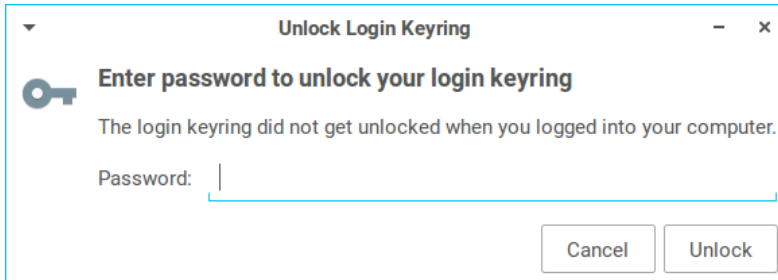 Unlock Login Keyring
Enter password to unlock your login keyring
The login keyring did not get unlocked when you logged into your computer.
Password:
Cancel Unlock